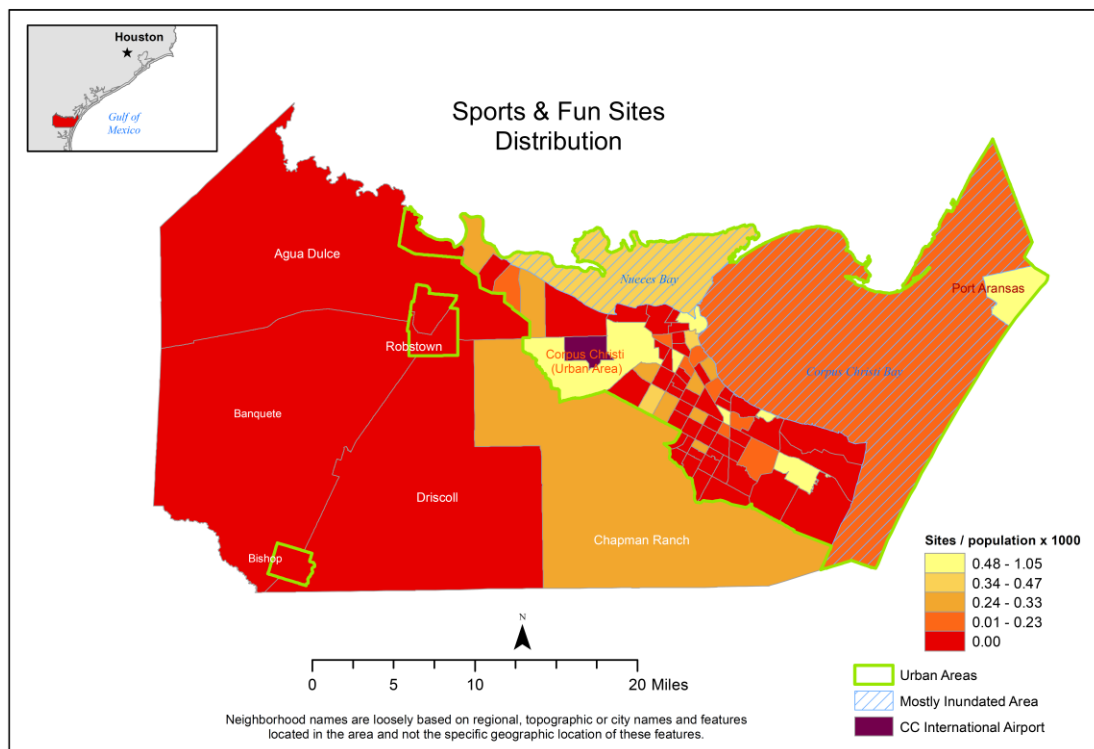 Houston
Gulf of
Mexico
Sports & Fun Sites
Distribution
Agua Dulce
Nueces Bay
Port Aransas
Robstown
Corpus Christi
(Urban Area)
Corpus Christi Bay
Banquete
Driscoll
Chapman Ranch
Bishop
Sites / population x 1000
0.48 - 1.05
0.34 - 0.47
0.24 - 0.33
0.01 - 0.23
0.00
N
0 5 10 20 Miles
Urban Areas
Mostly Inundated Area
CC International Airport
Neighborhood names are loosely based on regional, topographic or city names and features
located in the area and not the specific geographic location of these features.